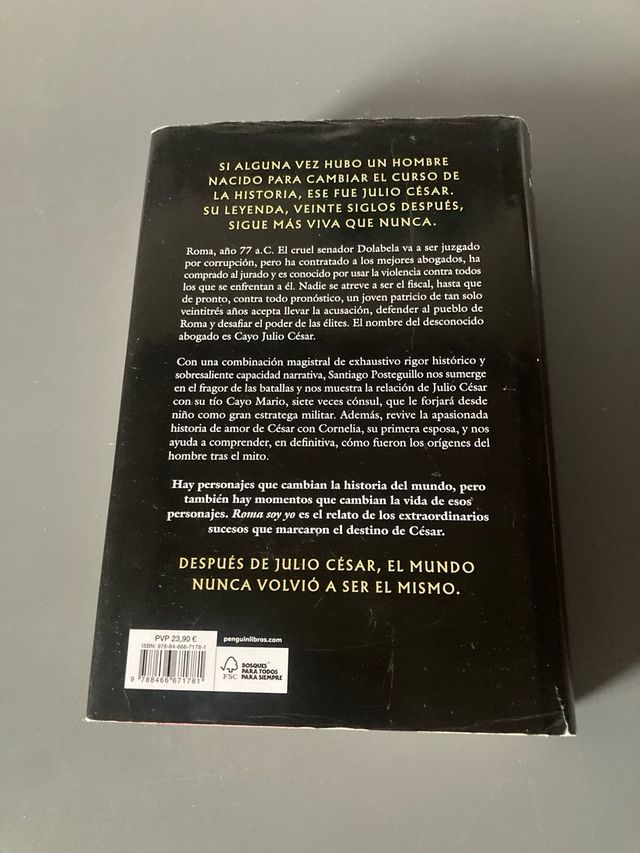 SI ALGUNA VEZ HUBO UN HOMBRE
NACIDO PARA CAMBIAR EL CURSO DE
LA HISTORIA, ESE FUE JULIO CÉSAR.
SU LEYENDA, VEINTE SIGLOS DESPUÉS,
SIGUE MÁS VIVA QUE NUNCA.
Roma, año 77 a.C. El cruel senador Dolabela va a ser juzgado
por corrupción, pero ha contratado a los mejores abogados, ha
comprado al jurado y es conocido por usar la violencia contra todos
los que se enfrentan a él. Nadie se atreve a ser el fiscal, hasta que
de pronto, contra todo pronóstico, un joven patricio de tan solo
veintitrés años acepta llevar la acusación, defender al pueblo de
Roma y desafiar el poder de las élites. El nombre del desconocido
abogado es Cayo Julio César.
Con una combinación magistral de exhaustivo rigor histórico y
sobresaliente capacidad narrativa, Santiago Posteguillo nos sumerge
en el fragor de las batallas y nos muestra la relación de Julio César
con su tío Cayo Mario, siete veces cónsul, que le forjará desde
niño como gran estratega militar. Además, revive la apasionada
historia de amor de César con Cornelia, su primera esposa, y nos
ayuda a comprender, en definitiva, cómo fueron los orígenes del
hombre tras el mito.
Hay personajes que cambian la historia del mundo, pero
también hay momentos que cambian la vida de esos
personajes. Roma soy yo es el relato de los extraordinarios
sucesos que marcaron el destino de César.
DESPUÉS DE JULIO CÉSAR, EL MUNDO
NUNCA VOLVIÓ A SER EL MISMO.
PVP 23,90 €
ISBN: 978-84-666-7178-1
9 788466 671781
penguinlibros.com
FSC
BOSQUES
PARA TODOS
PARA SIEMPRE